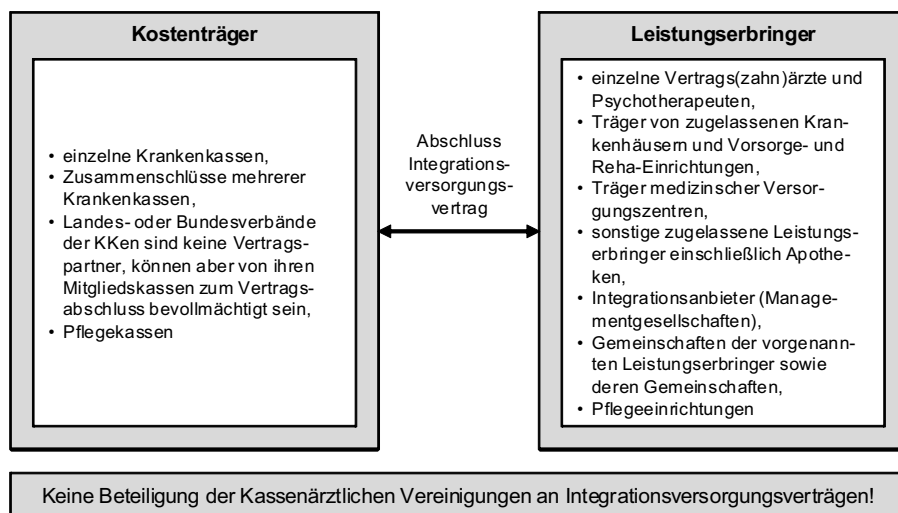 Kostenträger
• einzelne Krankenkassen,
• Zusammenschlüsse mehrerer
Krankenkassen,
• Landes- oder Bundesverbände
der KKen sind keine Vertrags-
partner, können aber von ihren
Mitgliedskassen zum Vertrags-
abschluss bevollmächtigt sein,
• Pflegekassen
Abschluss
Integrations-
versorgungs-
vertrag
Leistungserbringer
• einzelne Vertrags(zahn)ärzte und
Psychotherapeuten,
• Träger von zugelassenen Kran-
kenhäusern und Vorsorge- und
Reha-Einrichtungen,
• Träger medizinscher Versor-
gungszentren,
• sonstige zugelassene Leistungs-
erbringer einschließlich Apothe-
ken,
• Integrationsanbieter (Manage-
mentgesellschaften),
• Gemeinschaften der vorgenann-
ten Leistungserbringer sowie
deren Gemeinschaften,
• Pflegeeinrichtungen
Keine Beteiligung der Kassenärztlichen Vereinigungen an Integrationsversorgungsverträgen!